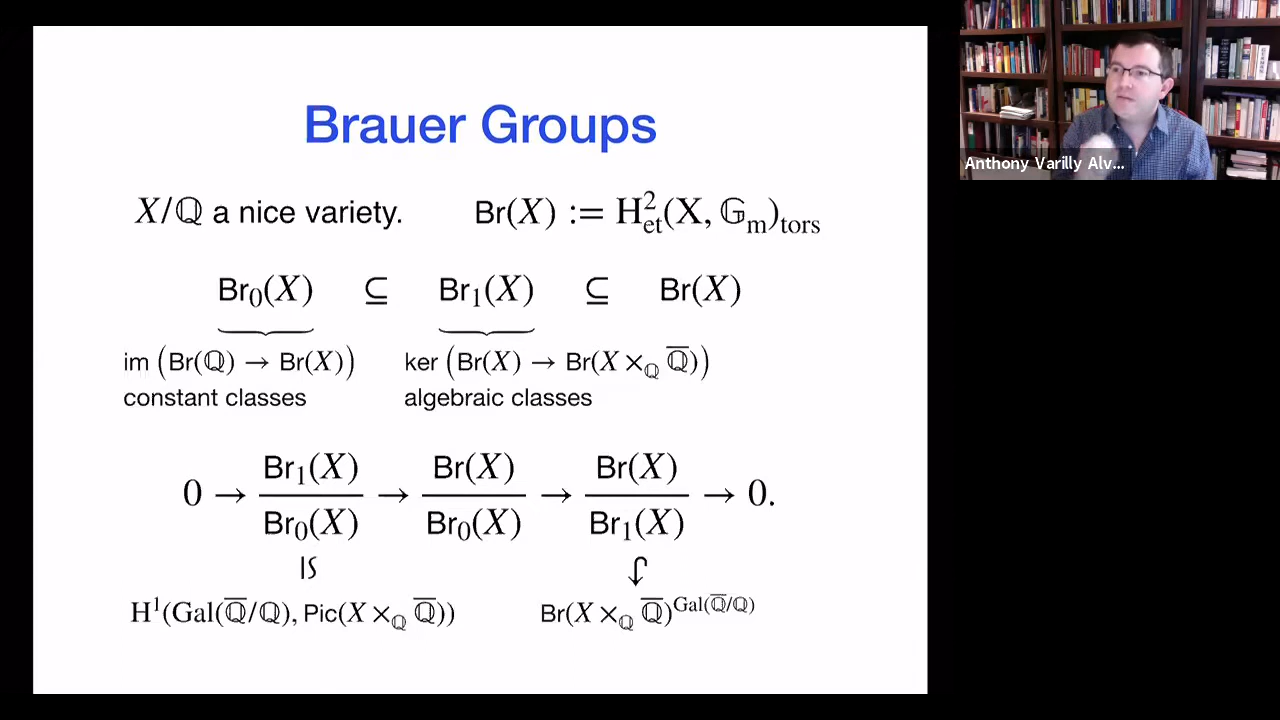 Brauer Groups
X/ℚ a nice variety. Br(X) := H²ₑₜ(X, 𝔾ₘ)ₜₒᵣₛ
Br₀(X) ⊆ Br₁(X) ⊆ Br(X)
im (Br(ℚ) → Br(X)) ker (Br(X) → Br(X ×_ℚ ℚ̅))
constant classes algebraic classes
0 → Br₁(X)/Br₀(X) → Br(X)/Br₀(X) → Br(X)/Br₁(X) → 0.
H¹(Gal(ℚ̅/ℚ), Pic(X ×_ℚ ℚ̅)) Br(X ×_ℚ ℚ̅)^Gal(ℚ̅/ℚ)
Anthony Varilly Alv...